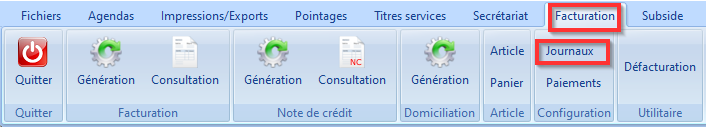 Fichiers Agendas Impressions/Exports Pointages Titres services Secrétariat Facturation Subside
Quitter Génération Consultation Génération NC Consultation Génération Article Panier Journaux Paiements Défacturation
Quitter Facturation Note de crédit Domiciliation Article Configuration Utilitaire